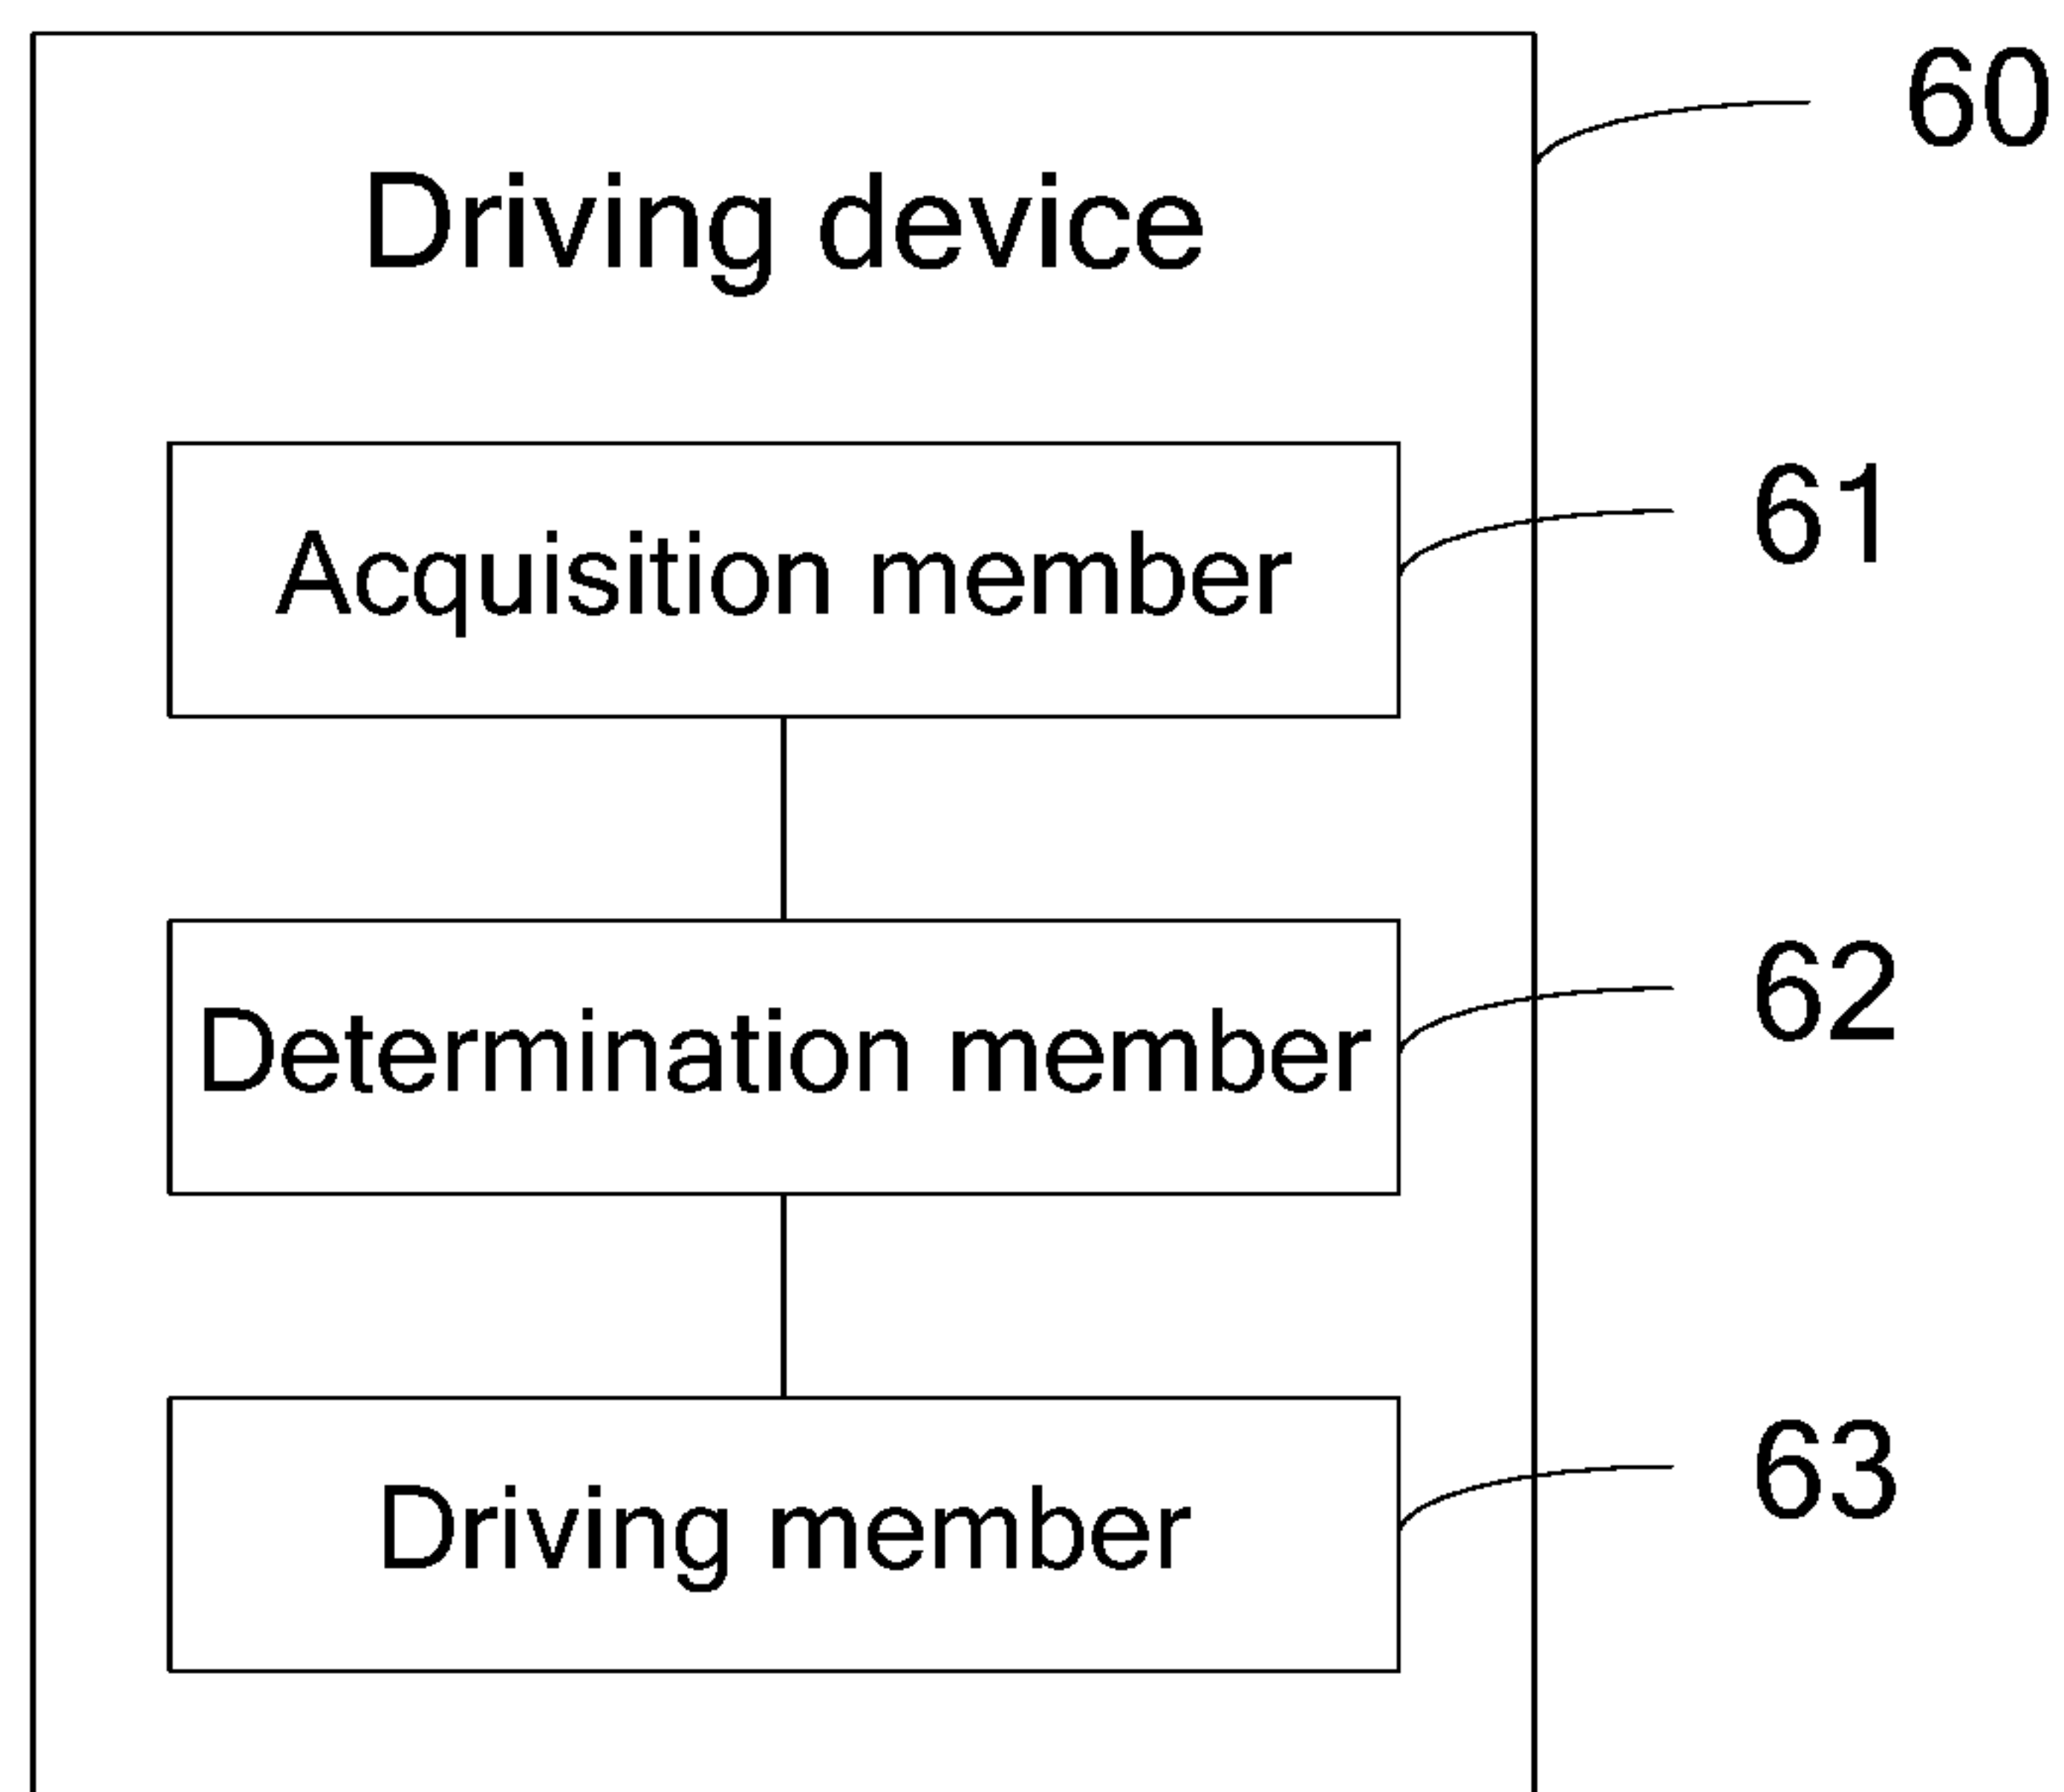 60
Driving device
61
Acquisition member
62
Determination member
63
Driving member